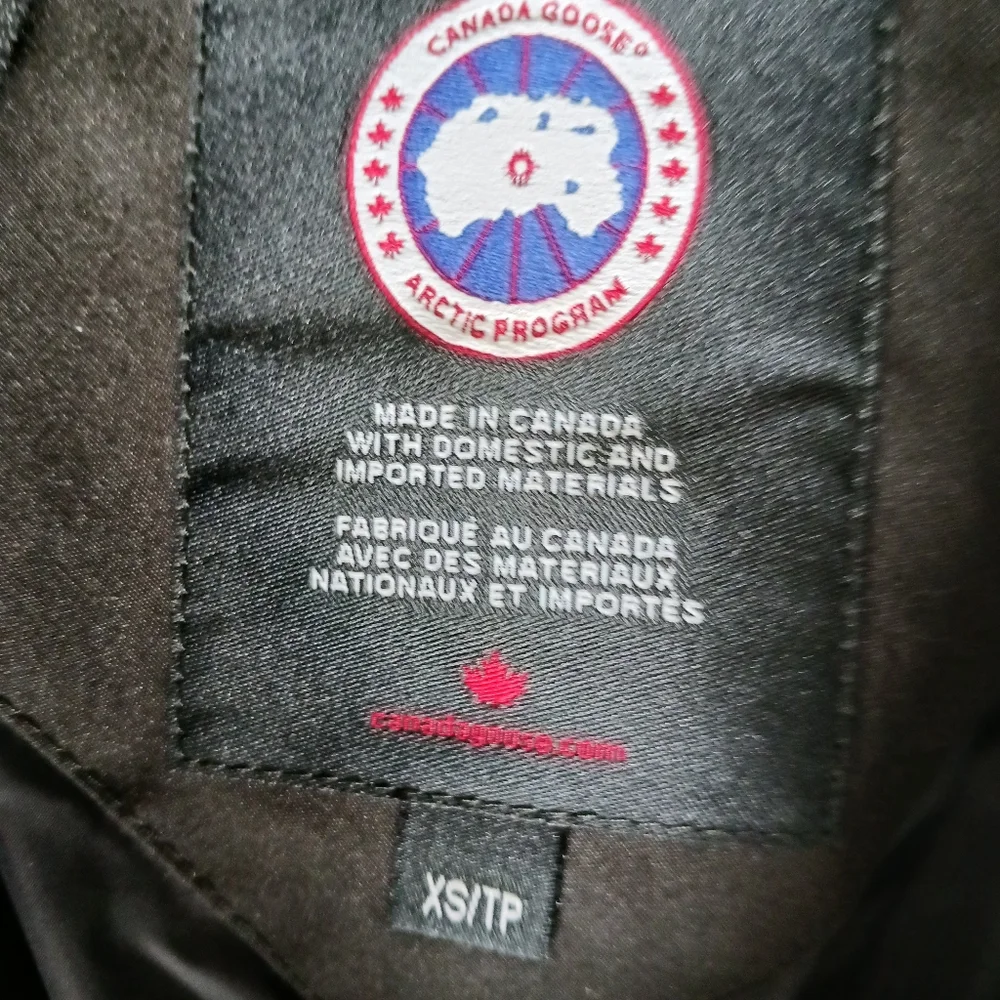 CANADA GOOSE®
ARCTIC PROGRAM
MADE IN CANADA
WITH DOMESTIC AND
IMPORTED MATERIALS
FABRIQUÉ AU CANADA
AVEC DES MATERIAUX
NATIONAUX ET IMPORTÉS
canadagoose.com
XS/TP